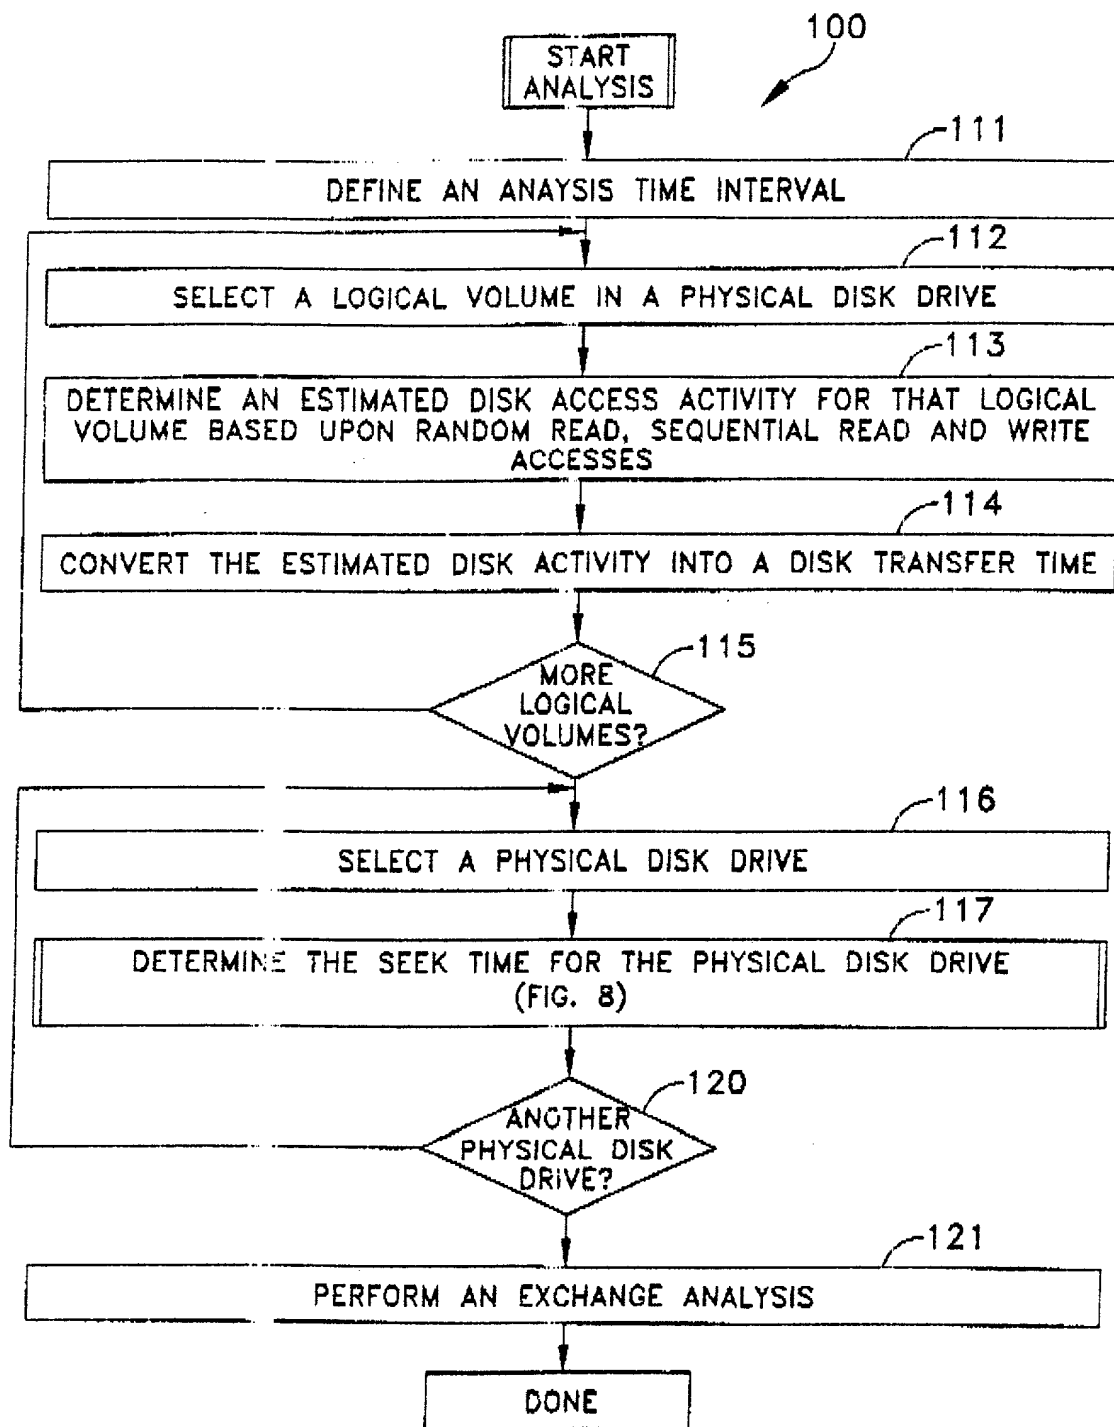 100
START
ANALYSIS
111
DEFINE AN ANAYSIS TIME INTERVAL
112
SELECT A LOGICAL VOLUME IN A PHYSICAL DISK DRIVE
113
DETERMINE AN ESTIMATED DISK ACCESS ACTIVITY FOR THAT LOGICAL
VOLUME BASED UPON RANDOM READ, SEQUENTIAL READ AND WRITE
ACCESSES
114
CONVERT THE ESTIMATED DISK ACTIVITY INTO A DISK TRANSFER TIME
115
MORE
LOGICAL
VOLUMES?
116
SELECT A PHYSICAL DISK DRIVE
117
DETERMINE THE SEEK TIME FOR THE PHYSICAL DISK DRIVE
(FIG. 8)
120
ANOTHER
PHYSICAL DISK
DRIVE?
121
PERFORM AN EXCHANGE ANALYSIS
DONE